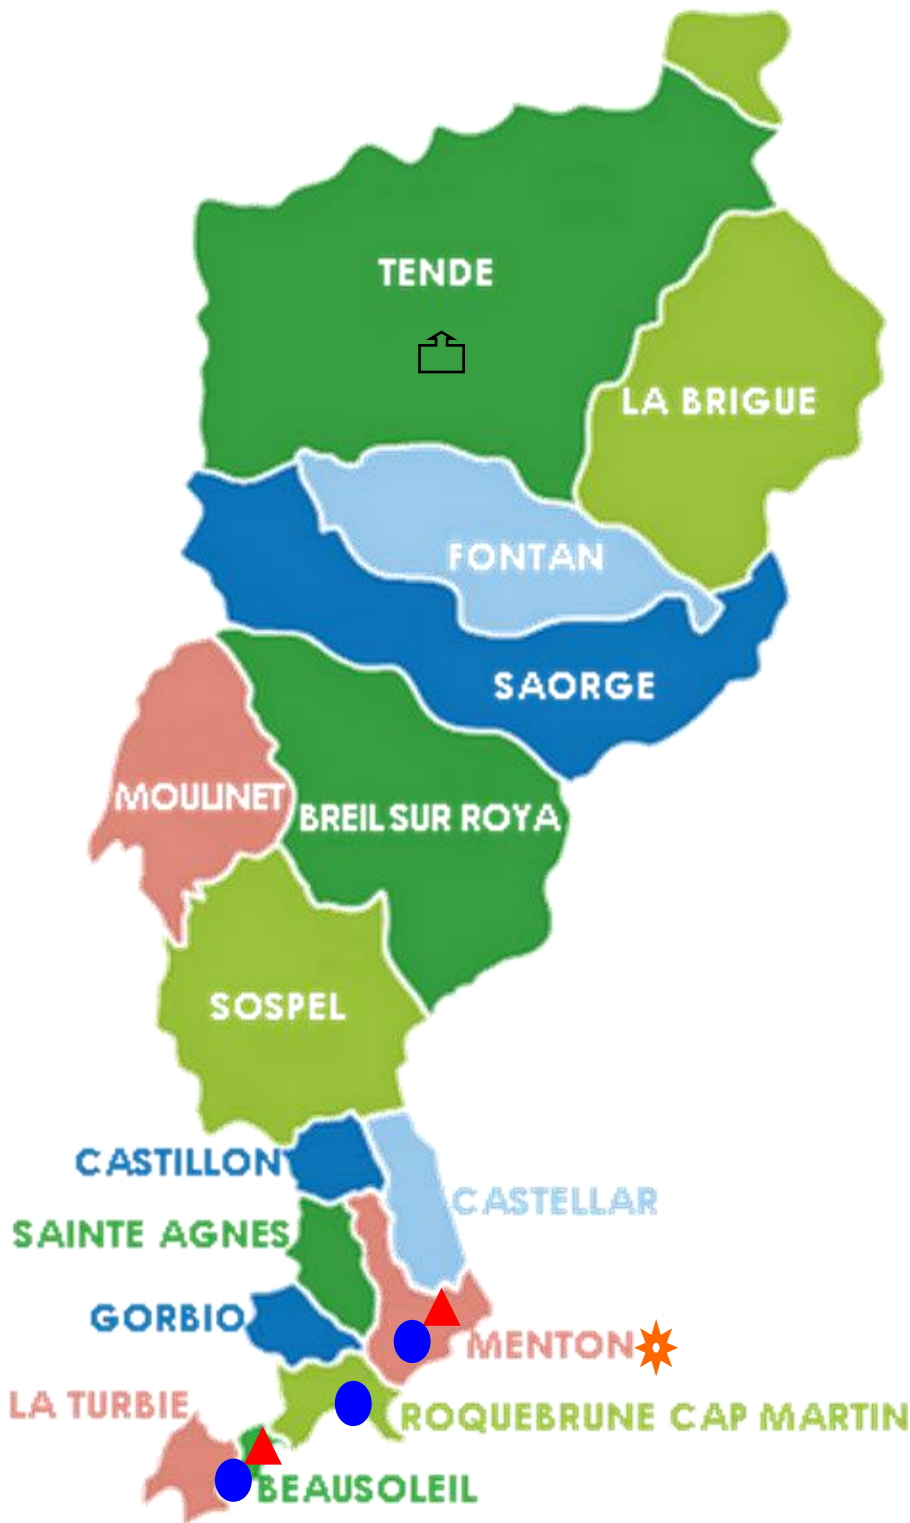 TENDE
LA BRIGUE
FONTAN
SAORGE
MOULINET
BREIL SUR ROYA
SOSPEL
CASTILLON
CASTELLAR
SAINTE AGNES
GORBIO
MENTON
LA TURBIE
ROQUEBRUNE CAP MARTIN
BEAUSOLEIL